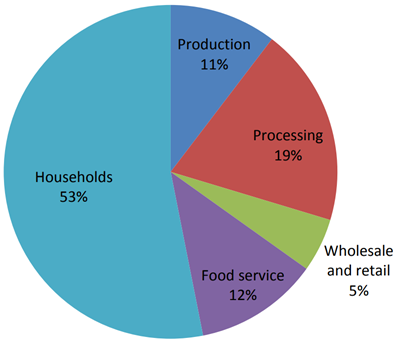 Production
11%
Processing
19%
Households
53%
Wholesale
and retail
5%
Food service
12%